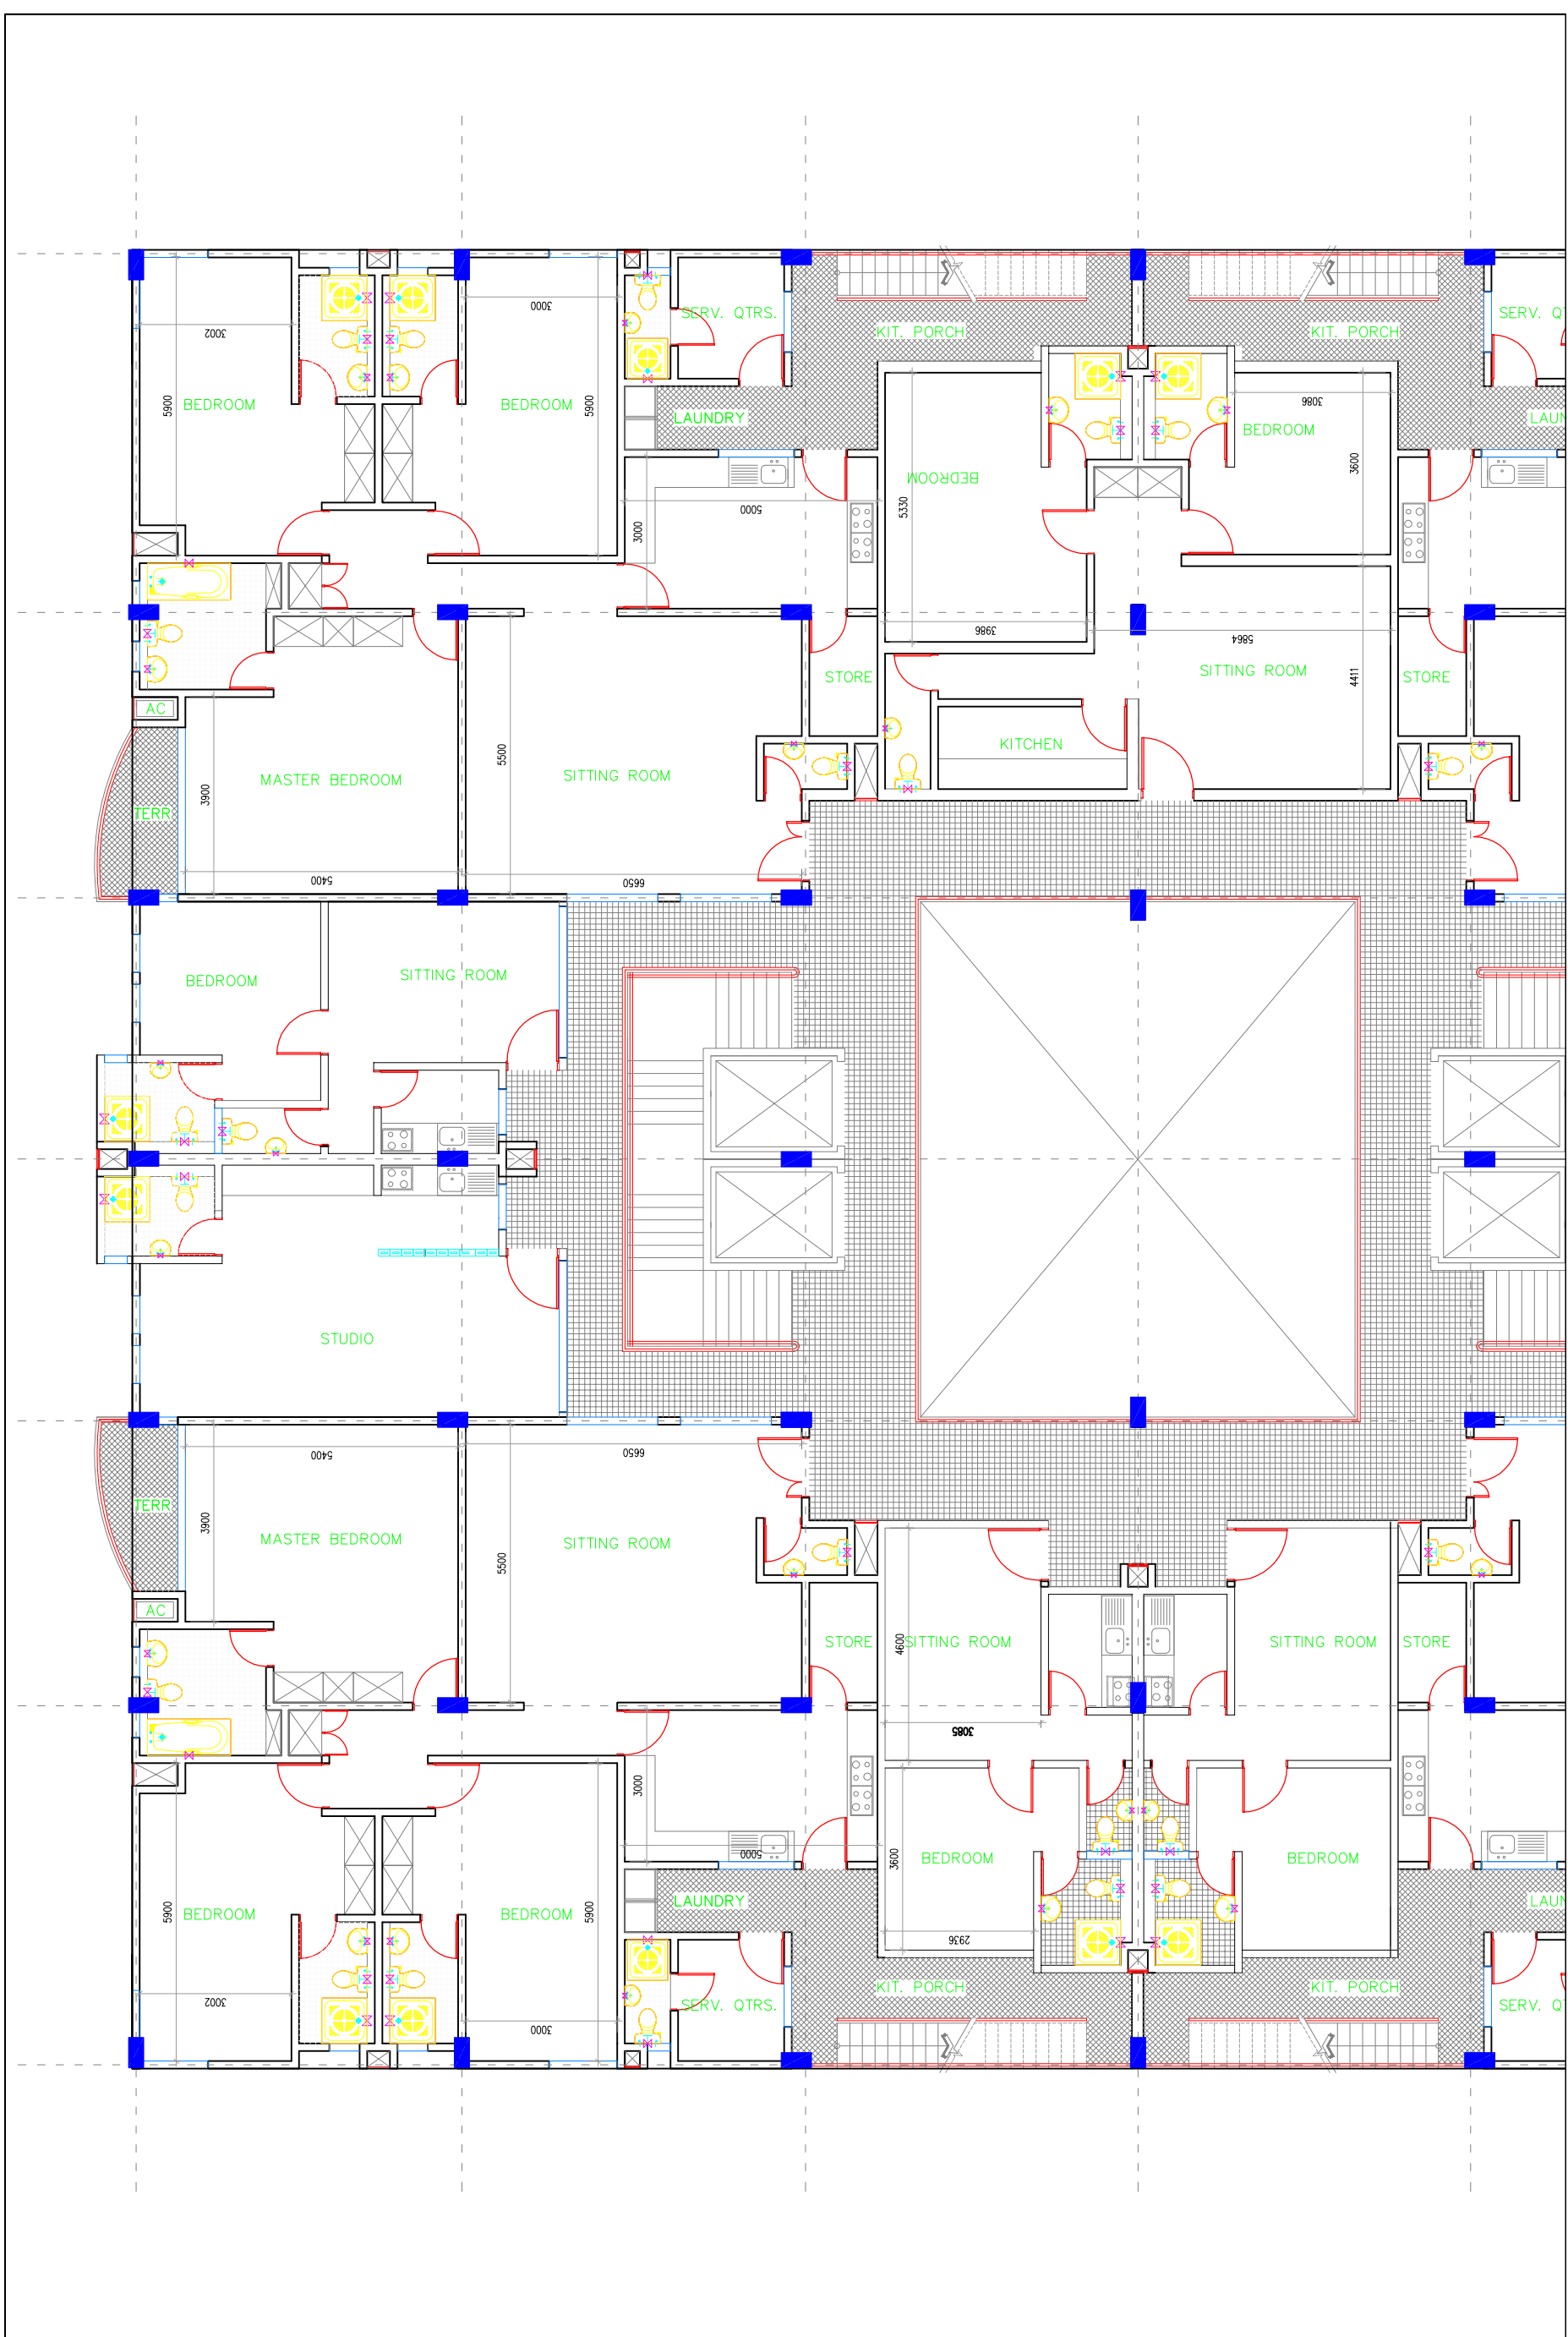 3000
SERV. QTRS.
SERV. Q
3002
KIT. PORCH
KIT. PORCH
BEDROOM
5900
BEDROOM
5900
LAUNDRY
3086
LAUN
BEDROOM
3600
BEDROOM
5330
5000
3000
3986
5864
SITTING ROOM
4411
STORE
STORE
AC
KITCHEN
5500
MASTER BEDROOM
SITTING ROOM
3900
TERR
5400
6650
BEDROOM
SITTING ROOM
STUDIO
5400
6650
TERR
3900
MASTER BEDROOM
5500
SITTING ROOM
AC
STORE
4600
SITTING ROOM
SITTING ROOM
STORE
3085
3000
5000
3600
BEDROOM
BEDROOM
LAUNDRY
LAUN
5900
BEDROOM
BEDROOM
5900
2936
KIT. PORCH
KIT. PORCH
3002
SERV. QTRS.
SERV. Q
3000